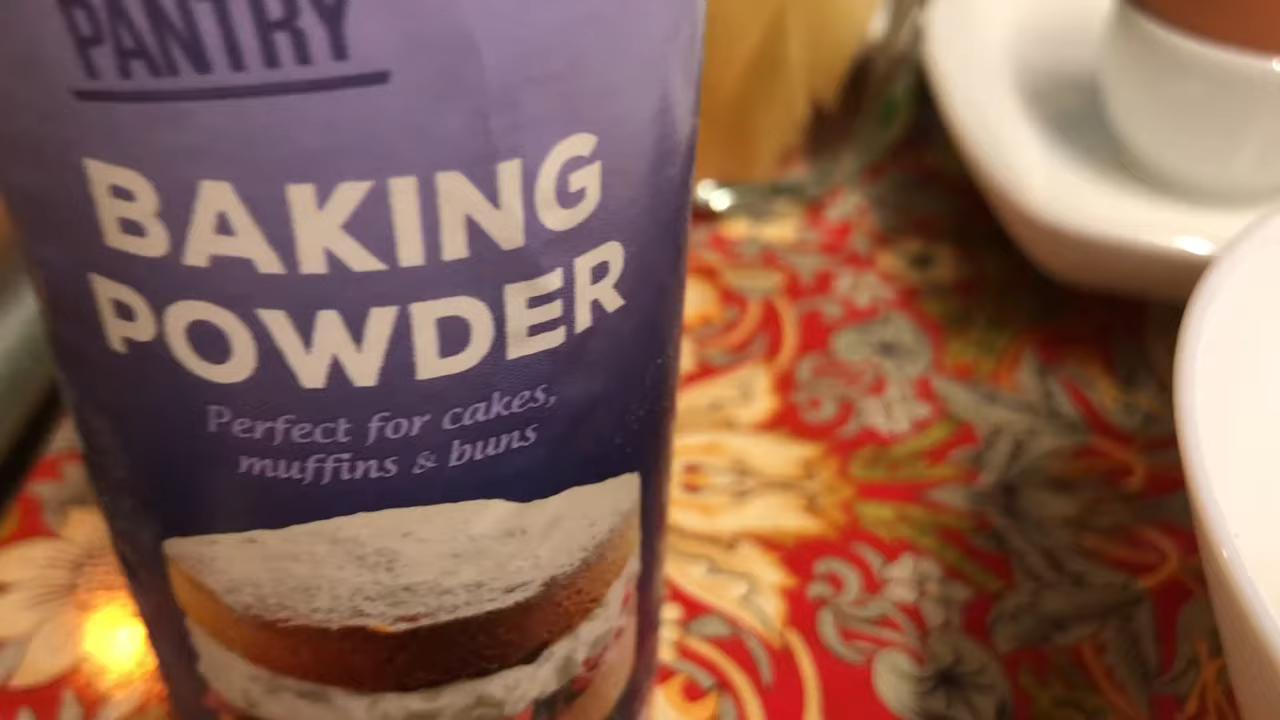 PANTRY
BAKING
POWDER
Perfect for cakes,
muffins & buns